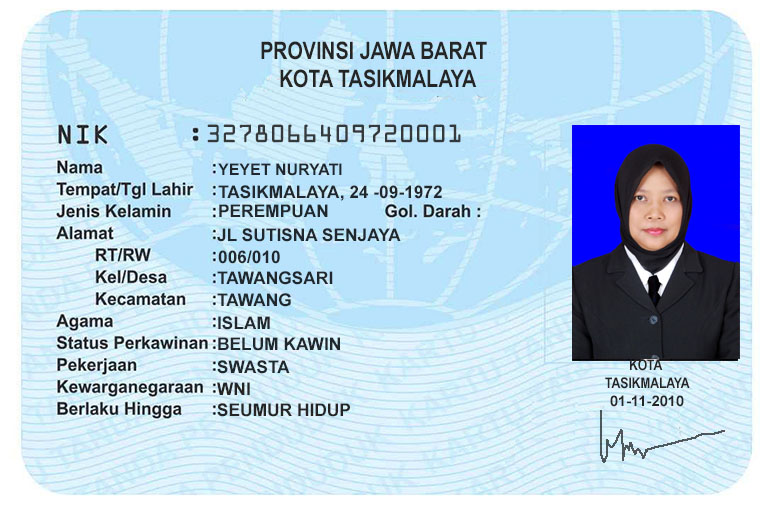 PROVINSI JAWA BARAT
KOTA TASIKMALAYA
NIK : 3278066409720001
Nama : YEYET NURYATI
Tempat/Tgl Lahir : TASIKMALAYA, 24 -09-1972
Jenis Kelamin : PEREMPUAN Gol. Darah :
Alamat : JL SUTISNA SENJAYA
RT/RW : 006/010
Kel/Desa : TAWANGSARI
Kecamatan : TAWANG
Agama : ISLAM
Status Perkawinan : BELUM KAWIN
Pekerjaan : SWASTA
Kewarganegaraan : WNI
Berlaku Hingga : SEUMUR HIDUP
KOTA
TASIKMALAYA
01-11-2010